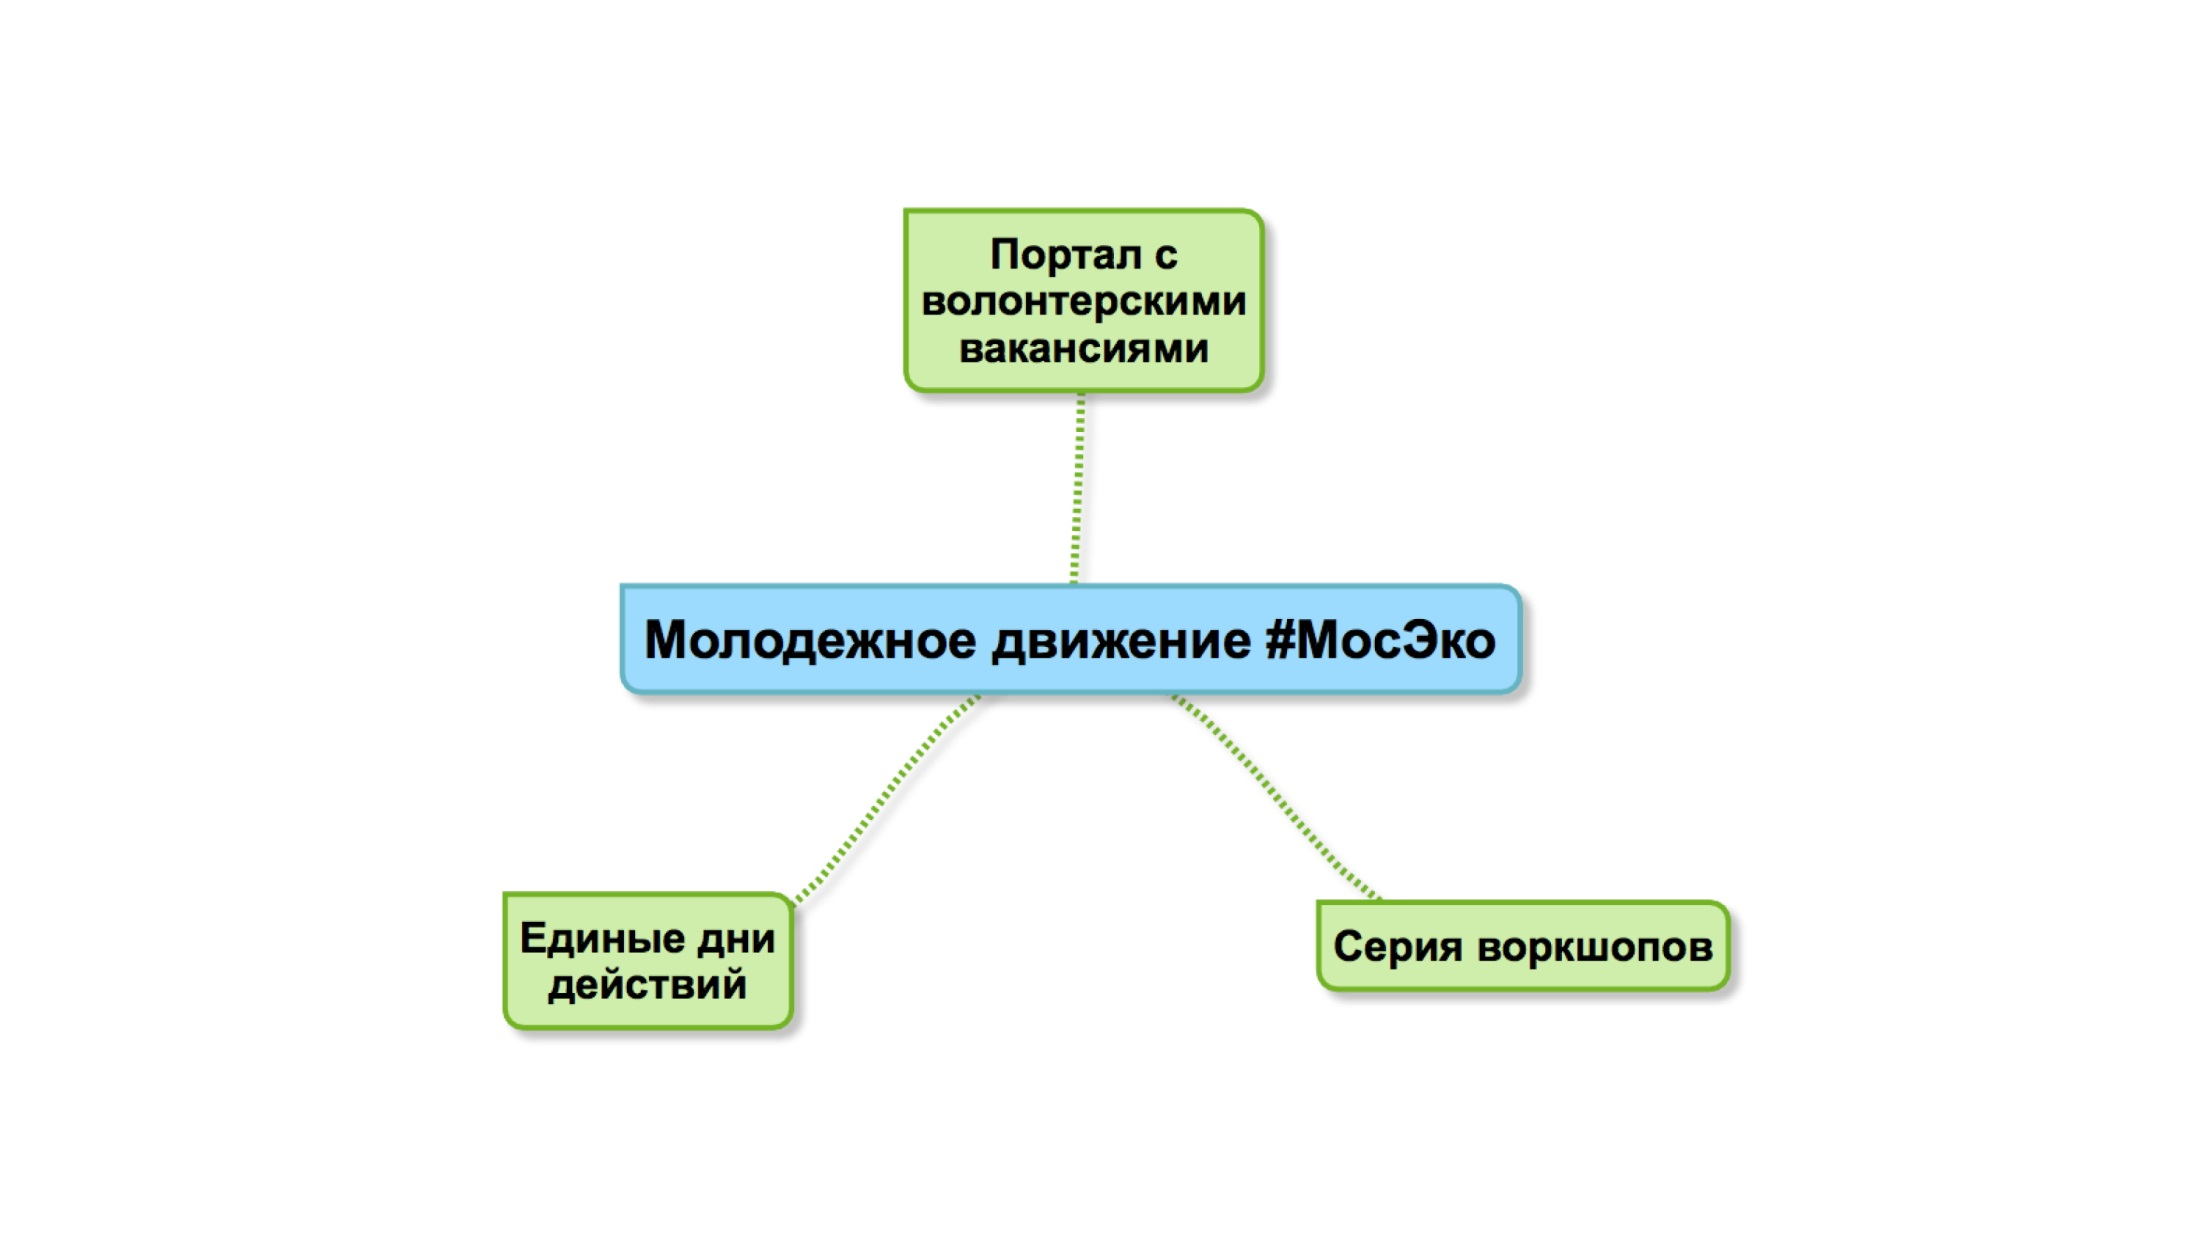 Портал с
волонтерскими
вакансиями
Молодежное движение #МосЭко
Единые дни
действий
Серия воркшопов